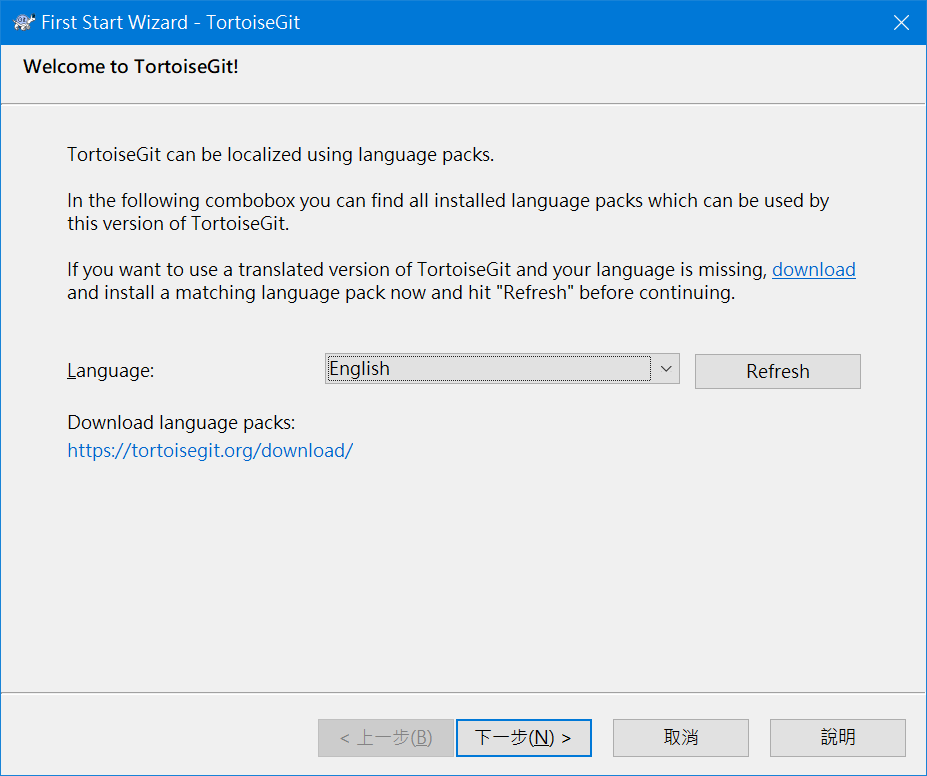 First Start Wizard - TortoiseGit
Welcome to TortoiseGit!
TortoiseGit can be localized using language packs.
In the following combobox you can find all installed language packs which can be used by
this version of TortoiseGit.
If you want to use a translated version of TortoiseGit and your language is missing, download
and install a matching language pack now and hit "Refresh" before continuing.
Language:
English
Refresh
Download language packs:
https://tortoisegit.org/download/
< 上一步(B)
下一步(N) >
取消
說明